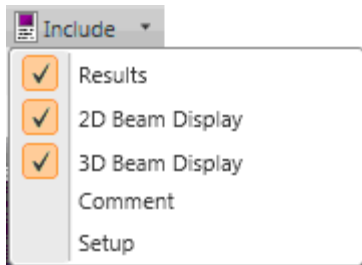 Include
Results
2D Beam Display
3D Beam Display
Comment
Setup